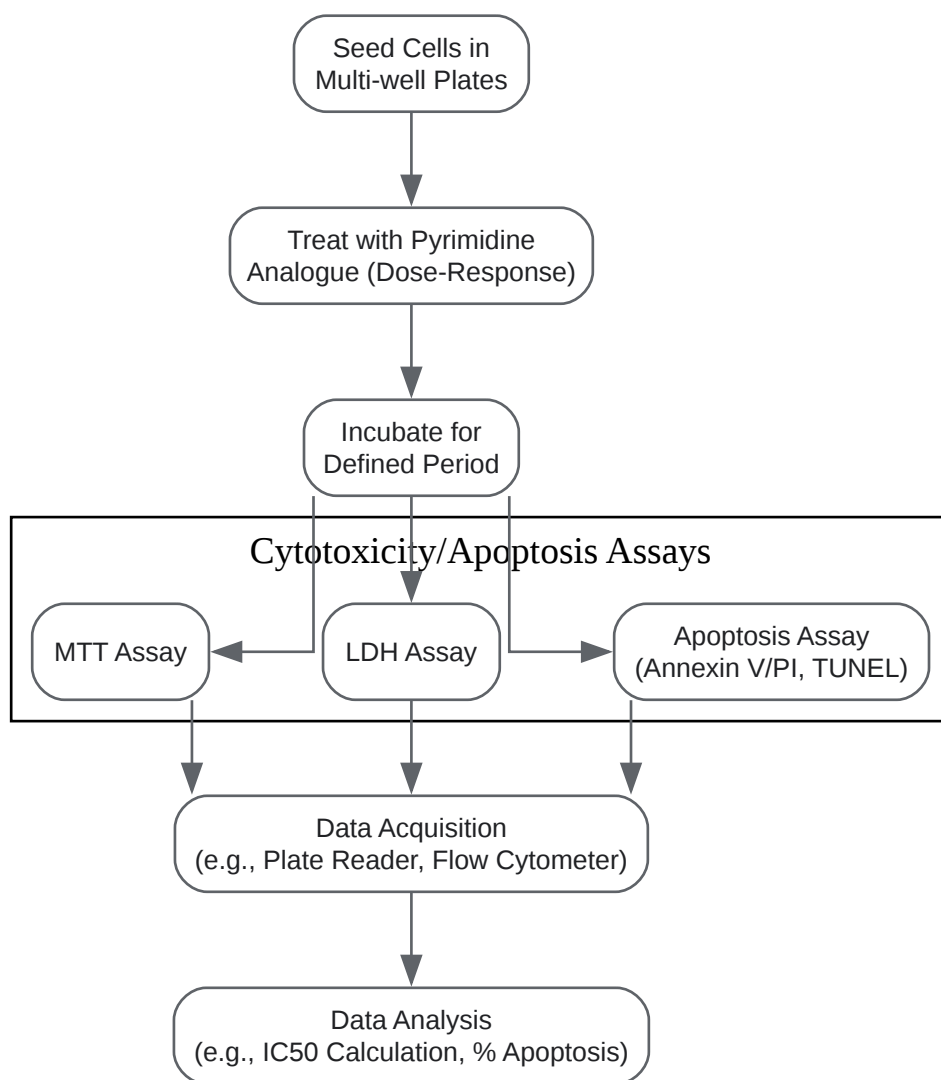 Seed Cells in
Multi-well Plates
Treat with Pyrimidine
Analogue (Dose-Response)
Incubate for
Defined Period
Cytotoxicity/Apoptosis Assays
MTT Assay
LDH Assay
Apoptosis Assay
(Annexin V/PI, TUNEL)
Data Acquisition
(e.g., Plate Reader, Flow Cytometer)
Data Analysis
(e.g., IC50 Calculation, % Apoptosis)